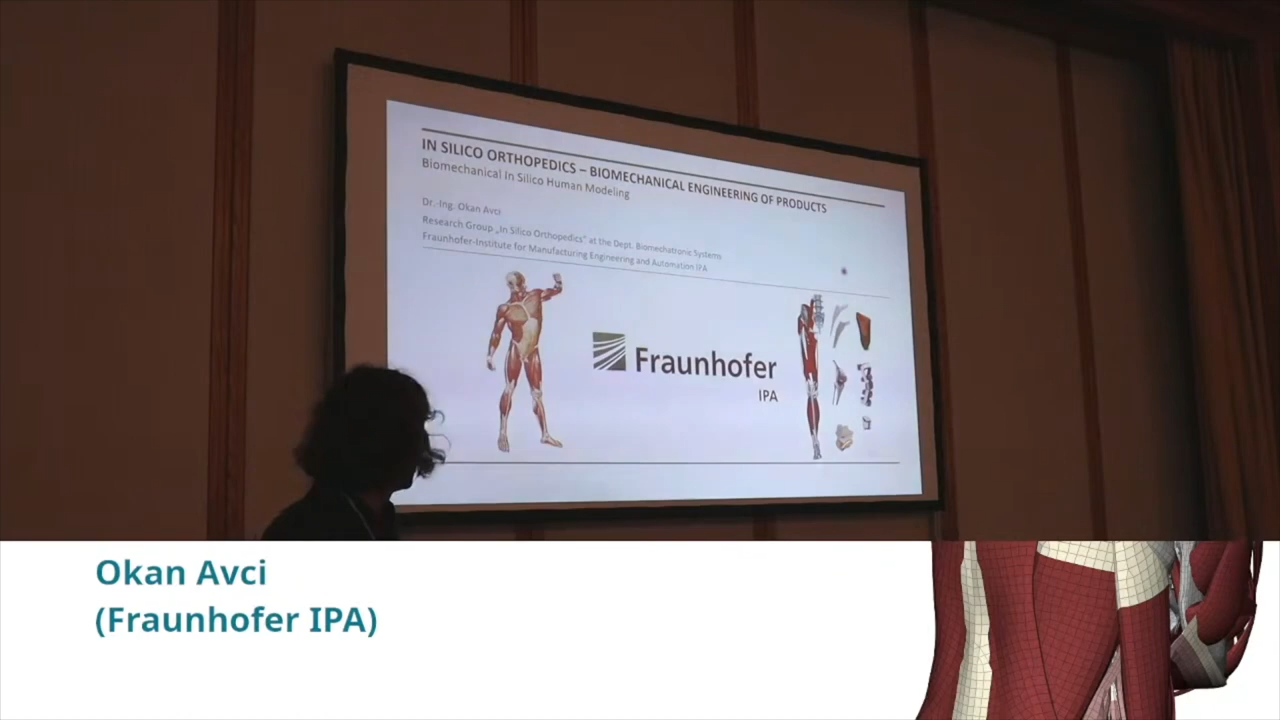 IN SILICO ORTHOPEDICS – BIOMECHANICAL ENGINEERING OF PRODUCTS
Biomechanical In Silico Human Modeling
Dr.-Ing. Okan Avci
Research Group „In Silico Orthopedics" at the Dept. Biomechatronic Systems
Fraunhofer-Institute for Manufacturing Engineering and Automation IPA
Fraunhofer
IPA
Okan Avci
(Fraunhofer IPA)